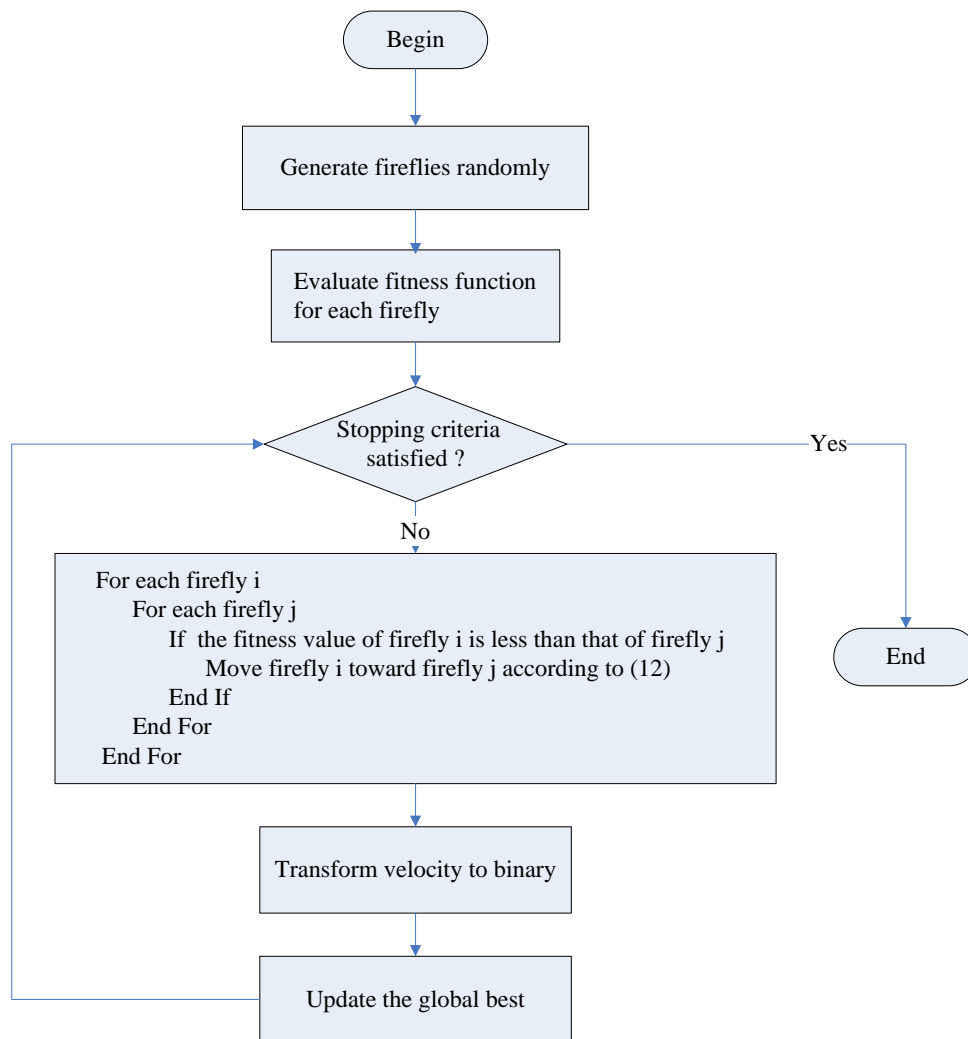 Begin
Generate fireflies randomly
Evaluate fitness function
for each firefly
Stopping criteria
satisfied ?
Yes
No
For each firefly i
For each firefly j
If the fitness value of firefly i is less than that of firefly j
Move firefly i toward firefly j according to (12)
End If
End For
End For
End
Transform velocity to binary
Update the global best